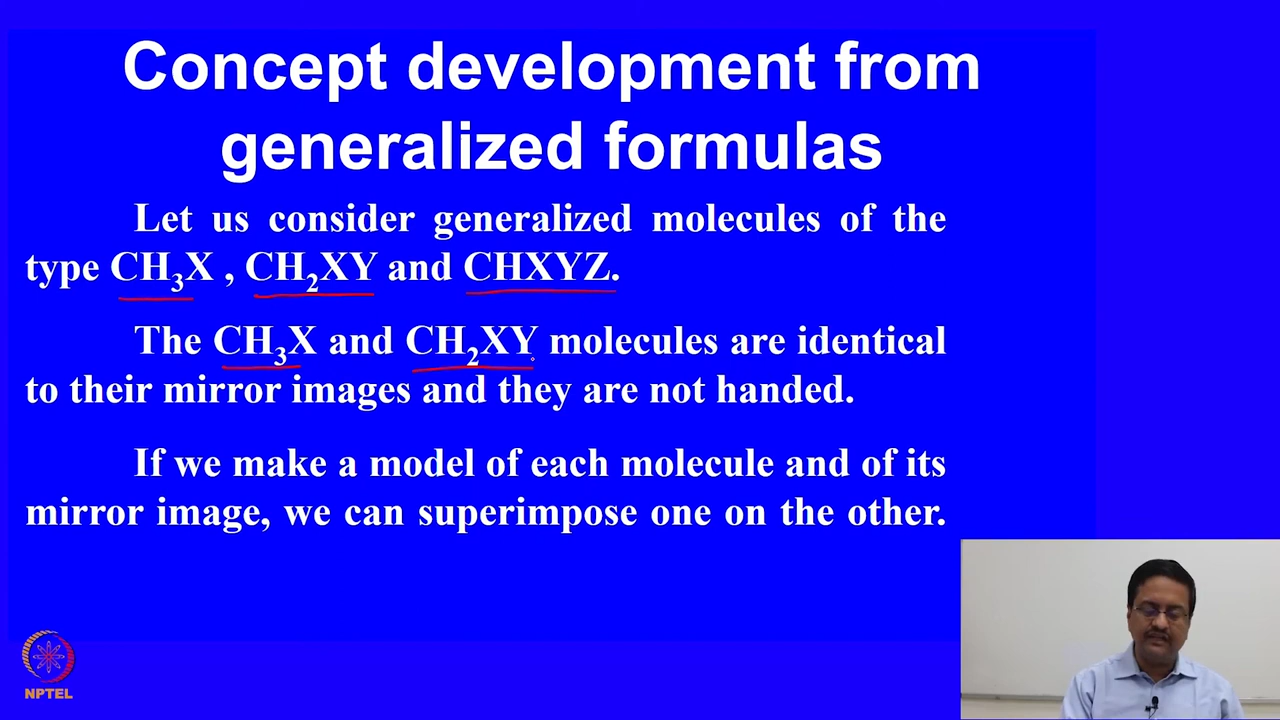 Concept development from
generalized formulas
Let us consider generalized molecules of the
type CH₃X , CH₂XY and CHXYZ.
The CH₃X and CH₂XY molecules are identical
to their mirror images and they are not handed.
If we make a model of each molecule and of its
mirror image, we can superimpose one on the other.
NPTEL